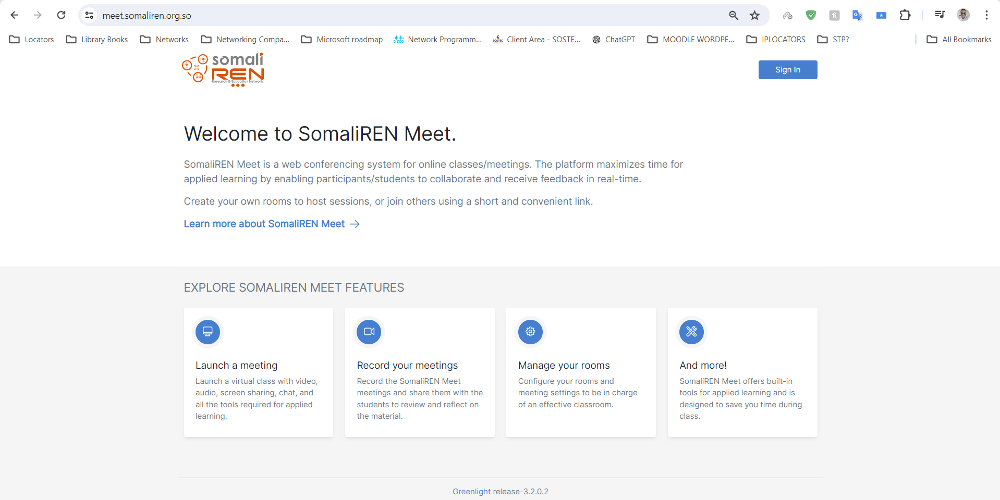 meet.somaliren.org.so
Locators
Library Books
Networks
Networking Compa...
Microsoft roadmap
CISCO
Network Programm...
SOSTEC
Client Area - SOSTE...
ChatGPT
MOODLE WORDPE...
IPLOCATORS
STP?
All Bookmarks
somali
REN
Research & Education Network
Sign In
Welcome to SomaliREN Meet.
SomaliREN Meet is a web conferencing system for online classes/meetings. The platform maximizes time for
applied learning by enabling participants/students to collaborate and receive feedback in real-time.
Create your own rooms to host sessions, or join others using a short and convenient link.
Learn more about SomaliREN Meet
EXPLORE SOMALIREN MEET FEATURES
Launch a meeting
Launch a virtual class with video,
audio, screen sharing, chat, and
all the tools required for applied
learning.
Record your meetings
Record the SomaliREN Meet
meetings and share them with the
students to review and reflect on
the material.
Manage your rooms
Configure your rooms and
meeting settings to be in charge
of an effective classroom.
And more!
SomaliREN Meet offers built-in
tools for applied learning and is
designed to save you time during
class.
Greenlight release-3.2.0.2